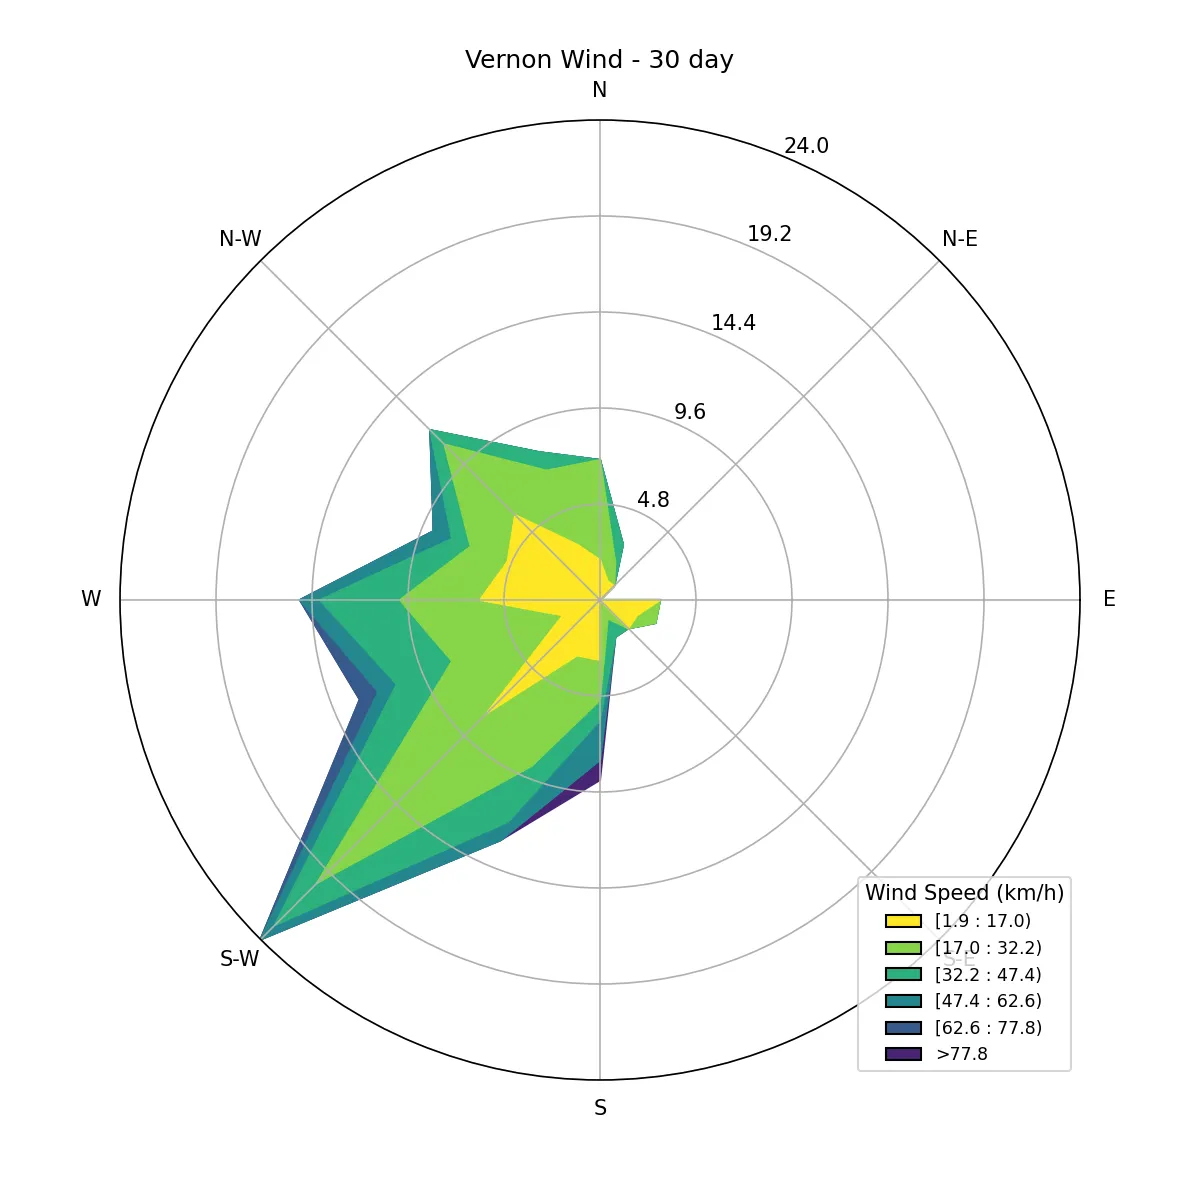 Vernon Wind - 30 day
N
24.0
19.2
N-W
N-E
14.4
9.6
4.8
W
E
S-W
S-E
S
Wind Speed (km/h)
[1.9 : 17.0)
[17.0 : 32.2)
[32.2 : 47.4)
[47.4 : 62.6)
[62.6 : 77.8)
>77.8